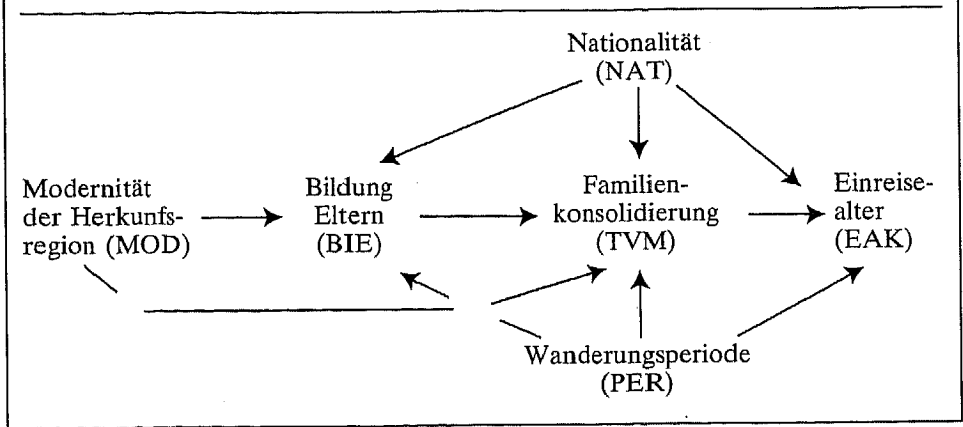 Nationalität
(NAT)
Modernität
der Herkunfs-
region (MOD)
Bildung
Eltern
(BIE)
Familien-
konsolidierung
(TVM)
Einreise-
alter
(EAK)
Wanderungsperiode
(PER)